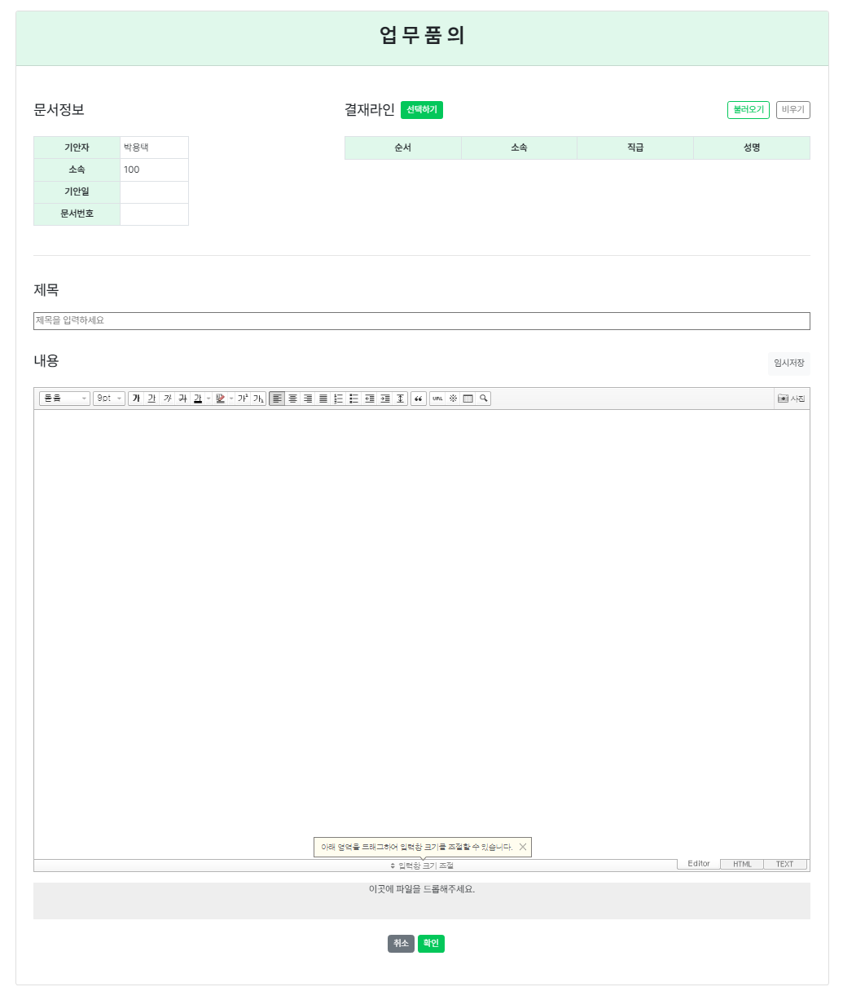 업 무 품 의
문서정보
결재라인 선택하기 불러오기 비우기
기안자 박용택
소속 100
기안일
문서번호
순서 소속 직급 성명
제목
제목을 입력하세요
내용
임시저장
돋움 9pt 가 가 가 가 가 가 가1 가1 URL ※ 사진
아래 영역을 드래그하여 입력창 크기를 조절할 수 있습니다.
입력창 크기 조절 Editor HTML TEXT
이곳에 파일을 드롭해주세요.
취소 확인